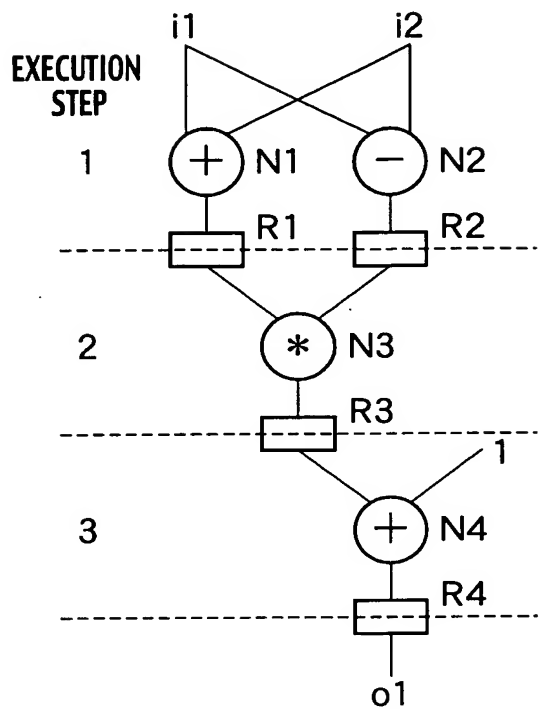 i1 i2
EXECUTION
STEP
1 + N1 − N2
R1 R2
2 * N3
R3
1
3 + N4
R4
o1